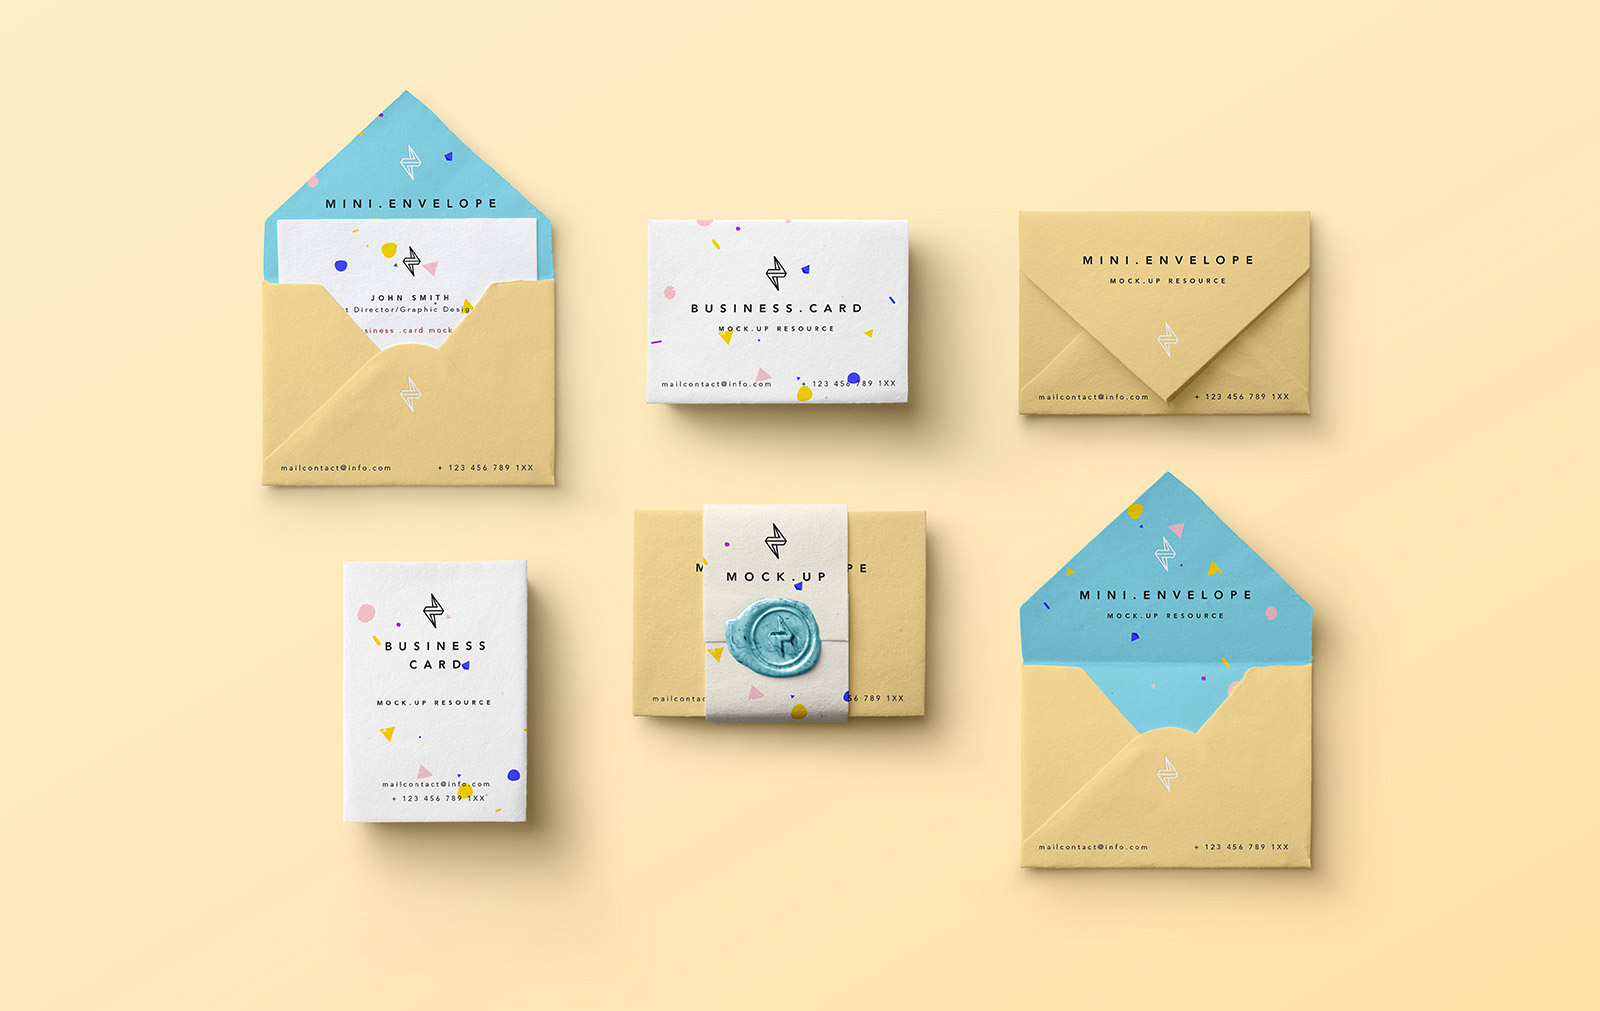 MINI.ENVELOPE
JOHN SMITH
Director/Graphic
.card mock
mailcontact@info.com + 123 456 789 1XX
BUSINESS.CARD
MOCK.UP RESOURCE
mailcontact@info.com + 123 456 789 1XX
MINI.ENVELOPE
MOCK.UP RESOURCE
mailcontact@info.com + 123 456 789 1XX
BUSINESS
CARD
MOCK.UP RESOURCE
mailcontact@info.com
+ 123 456 789 1XX
MOCK.UP
789 1XX
MINI.ENVELOPE
MOCK.UP RESOURCE
mailcontact@info.com + 123 456 789 1XX